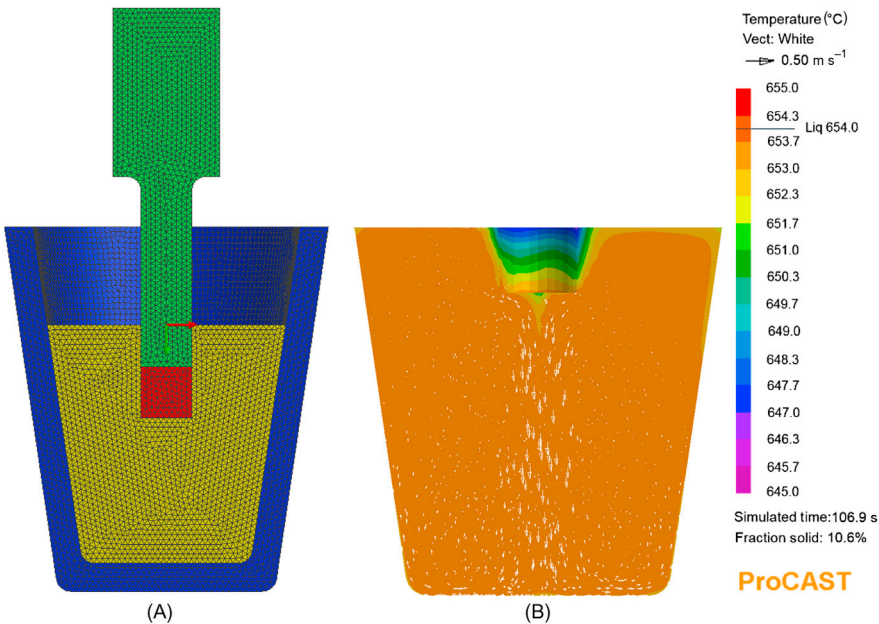 Temperature (°C)
Vect: White
0.50 m s⁻¹
655.0
654.3
Liq 654.0
653.7
653.0
652.3
651.7
651.0
650.3
649.7
649.0
648.3
647.7
647.0
646.3
645.7
645.0
Simulated time:106.9 s
Fraction solid: 10.6%
ProCAST
(A)
(B)